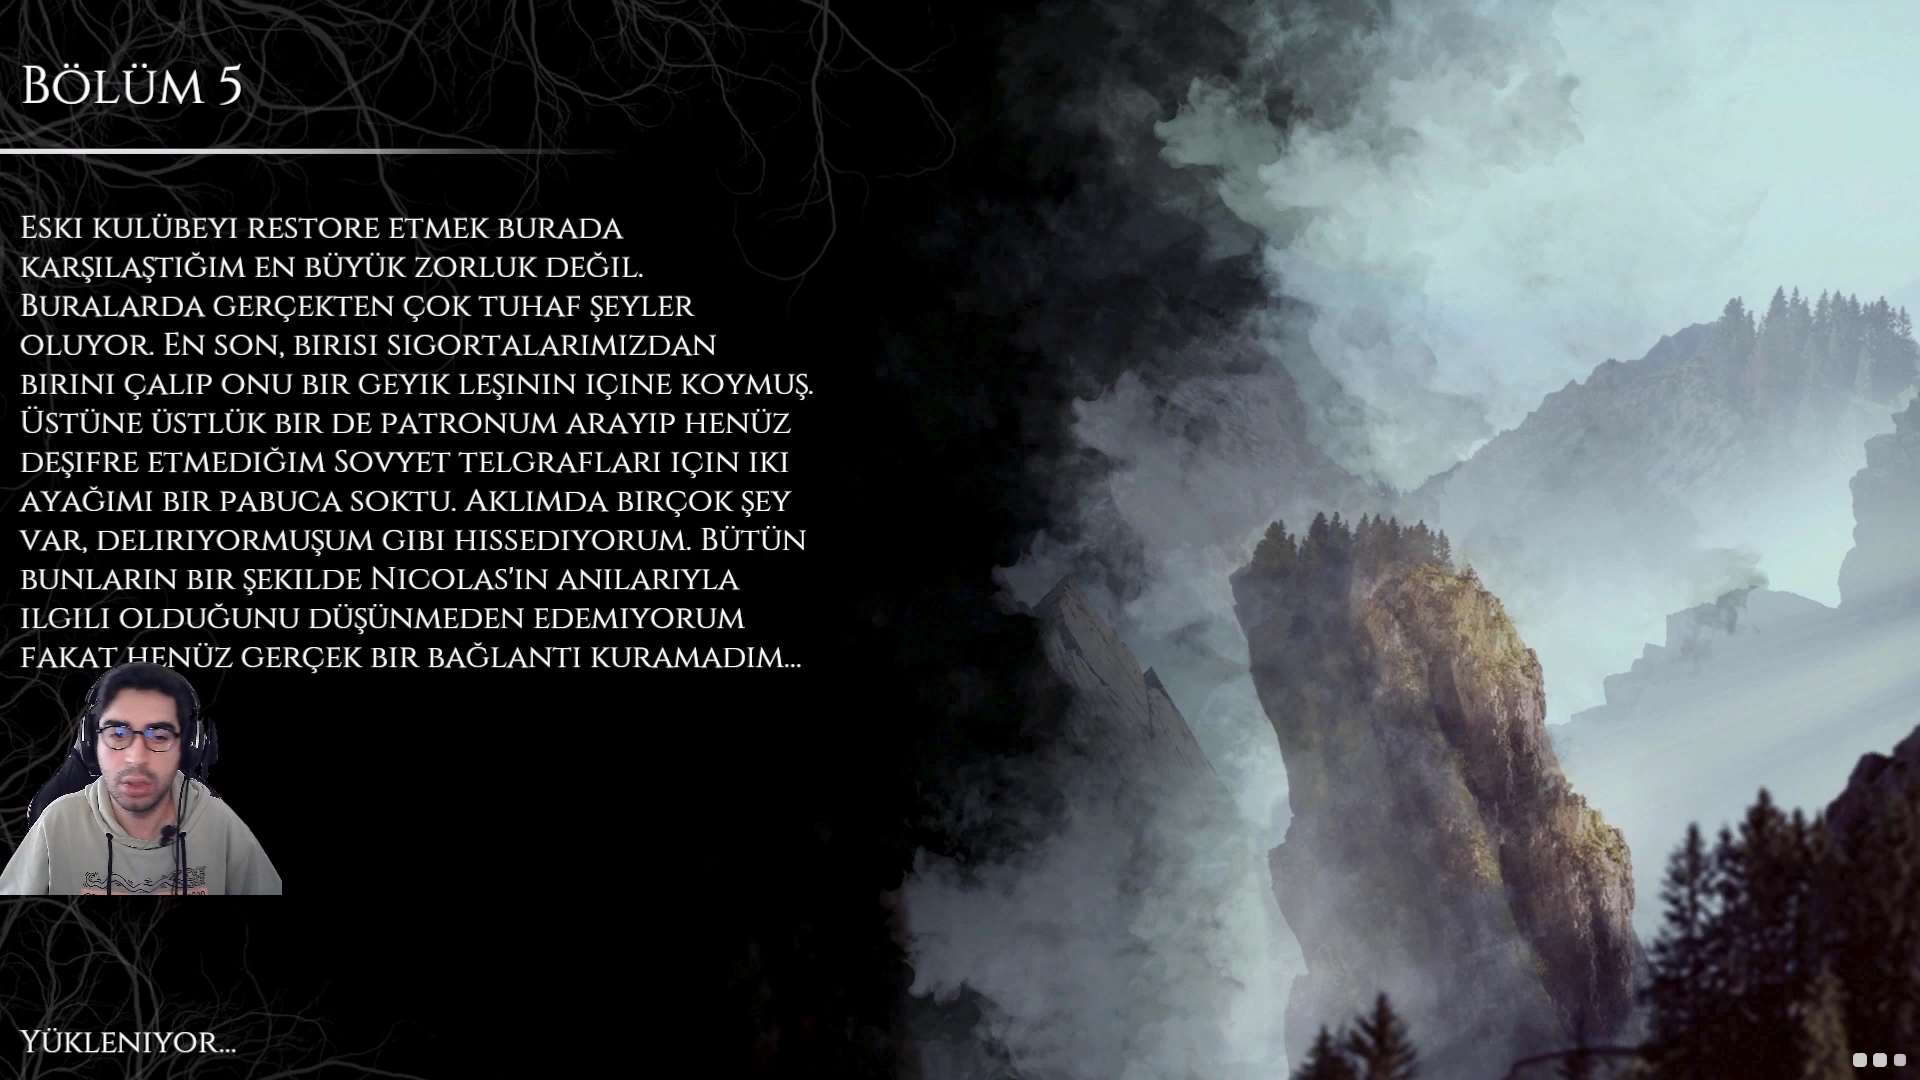 Bölüm 5
Eski kulübeyi restore etmek burada
karşılaştığım en büyük zorluk değil.
Buralarda gerçekten çok tuhaf şeyler
oluyor. En son, birisi sigortalarımızdan
birini çalıp onu bir geyik leşinin içine koymuş.
Üstüne üstlük bir de patronum arayıp henüz
deşifre etmediğim Sovyet telgrafları için iki
ayağımı bir pabuca soktu. Aklımda birçok şey
var, deliriyormuşum gibi hissediyorum. Bütün
bunların bir şekilde Nicolas'ın anılarıyla
ilgili olduğunu düşünmeden edemiyorum
fakat henüz gerçek bir bağlantı kuramadım...
Yükleniyor...